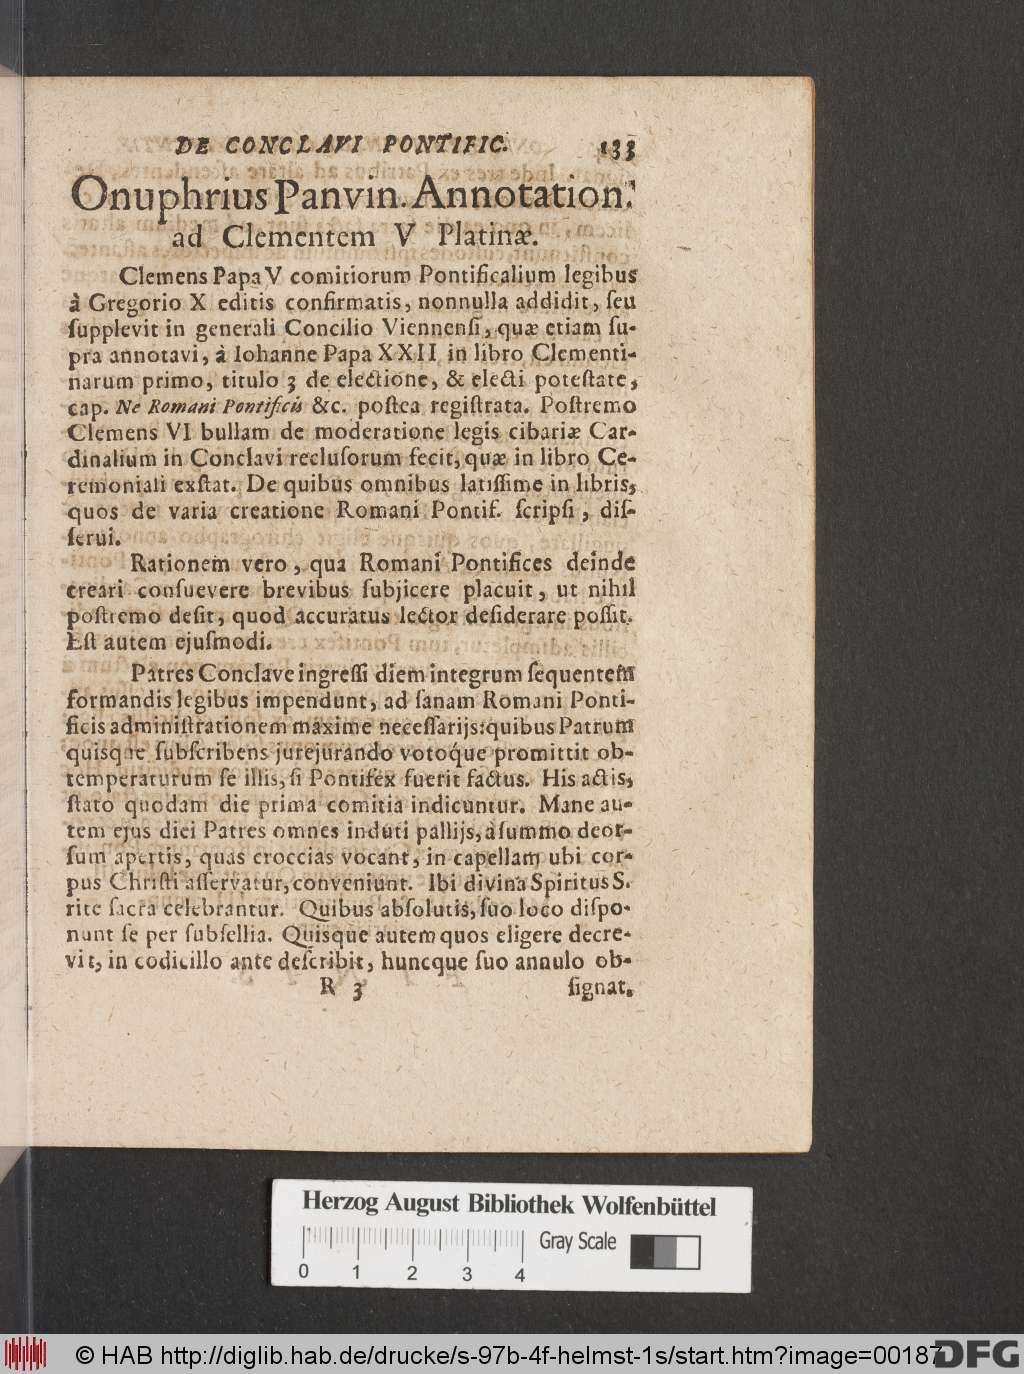 DE CONCLAVI PONTIFIC. 133
Onuphrius Panvin. Annotation.
ad Clementem V Platinæ.
Clemens Papa V comitiorum Pontificalium legibus
à Gregorio X editis confirmatis, nonnulla addidit, ſeu
ſupplevit in generali Concilio Viennenſi, quæ etiam ſu-
pra annotavi, à Iohanne Papa XXII in libro Clementi-
narum primo, titulo 3 de electione, & electi poteſtate,
cap. Ne Romani Pontificis &c. poſtea regiſtrata. Poſtremo
Clemens VI bullam de moderatione legis cibariæ Car-
dinalium in Conclavi recluſorum fecit, quæ in libro Ce-
remoniali exſtat. De quibus omnibus latiſſime in libris,
quos de varia creatione Romani Pontif. ſcripſi, diſ-
ſerui.
Rationem vero, qua Romani Pontifices deinde
creari conſuevere brevibus ſubjicere placuit, ut nihil
poſtremo deſit, quod accuratus lector deſiderare poſſit.
Eſt autem ejuſmodi.
Patres Conclave ingreſſi diem integrum ſequentem
formandis legibus impendunt, ad ſanam Romani Ponti-
ficis adminiſtrationem maxime neceſſarijs: quibus Patrum
quisque ſubſcribens jurejurando votoq́ue promittit ob-
temperaturum ſe illis, ſi Pontifex fuerit factus. His actis,
ſtato quodam die prima comitia indicuntur. Mane au-
tem ejus diei Patres omnes induti pallijs, à ſummo deor-
ſum apertis, quas croccias vocant, in capellam ubi cor-
pus Chriſti aſſervatur, conveniunt. Ibi divina Spiritus S.
rite ſacra celebrantur. Quibus abſolutis, ſuo loco diſpo-
nunt ſe per ſubſellia. Quisque autem quos eligere decre-
vit, in codicillo ante deſcribit, huncque ſuo annulo ob-
R 3 ſignat.
Herzog August Bibliothek Wolfenbüttel
0 1 2 3 4 Gray Scale
© HAB http://diglib.hab.de/drucke/s-97b-4f-helmst-1s/start.htm?image=00187
DFG